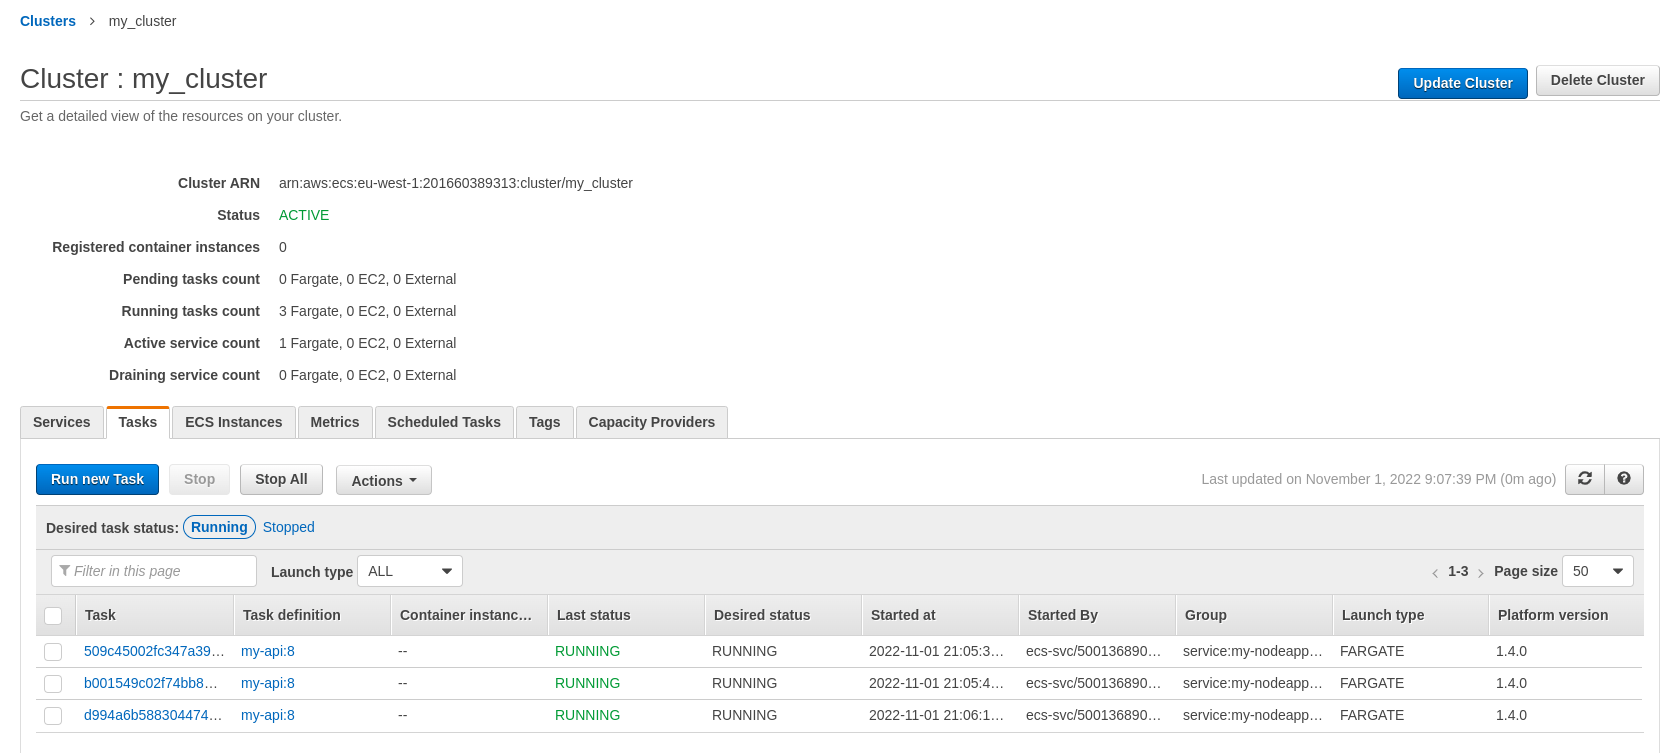 Clusters > my_cluster
Cluster : my_cluster
Update Cluster Delete Cluster
Get a detailed view of the resources on your cluster.
Cluster ARN arn:aws:ecs:eu-west-1:201660389313:cluster/my_cluster
Status ACTIVE
Registered container instances 0
Pending tasks count 0 Fargate, 0 EC2, 0 External
Running tasks count 3 Fargate, 0 EC2, 0 External
Active service count 1 Fargate, 0 EC2, 0 External
Draining service count 0 Fargate, 0 EC2, 0 External
Services Tasks ECS Instances Metrics Scheduled Tasks Tags Capacity Providers
Run new Task Stop Stop All Actions Last updated on November 1, 2022 9:07:39 PM (0m ago)
Desired task status: Running Stopped
Filter in this page Launch type ALL < 1-3 > Page size 50
Task Task definition Container instanc... Last status Desired status Started at Started By Group Launch type Platform version
509c45002fc347a39... my-api:8 -- RUNNING RUNNING 2022-11-01 21:05:3... ecs-svc/500136890... service:my-nodeapp... FARGATE 1.4.0
b001549c02f74bb8... my-api:8 -- RUNNING RUNNING 2022-11-01 21:05:4... ecs-svc/500136890... service:my-nodeapp... FARGATE 1.4.0
d994a6b588304474... my-api:8 -- RUNNING RUNNING 2022-11-01 21:06:1... ecs-svc/500136890... service:my-nodeapp... FARGATE 1.4.0